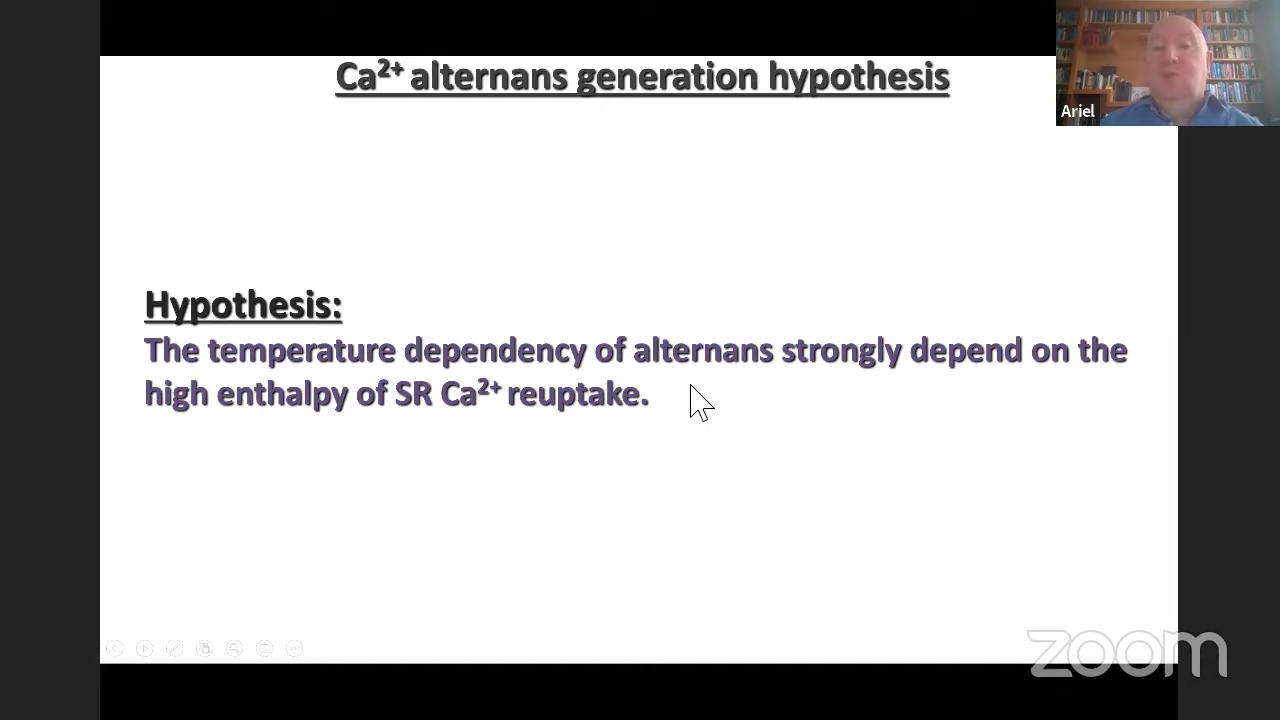 Ca²⁺ alternans generation hypothesis
Ariel
Hypothesis:
The temperature dependency of alternans strongly depend on the
high enthalpy of SR Ca²⁺ reuptake.
zoom